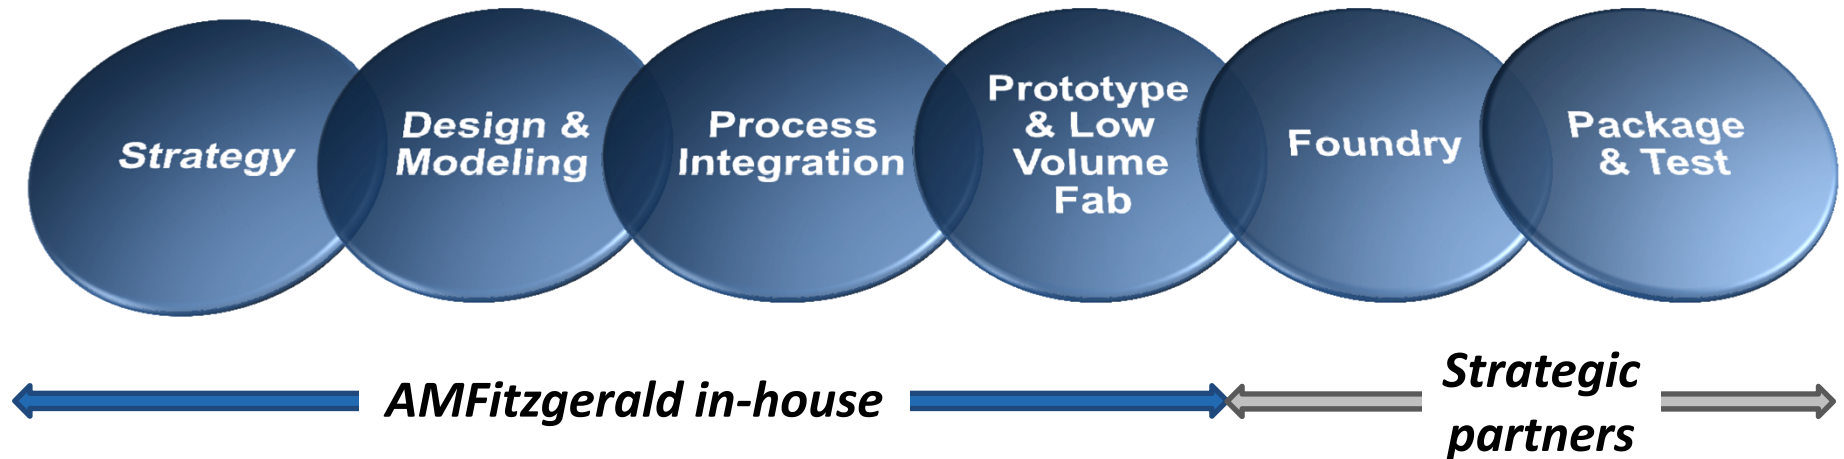 Strategy
Design &
Modeling
Process
Integration
Prototype
& Low
Volume
Fab
Foundry
Package
& Test
AMFitzgerald in-house
Strategic
partners